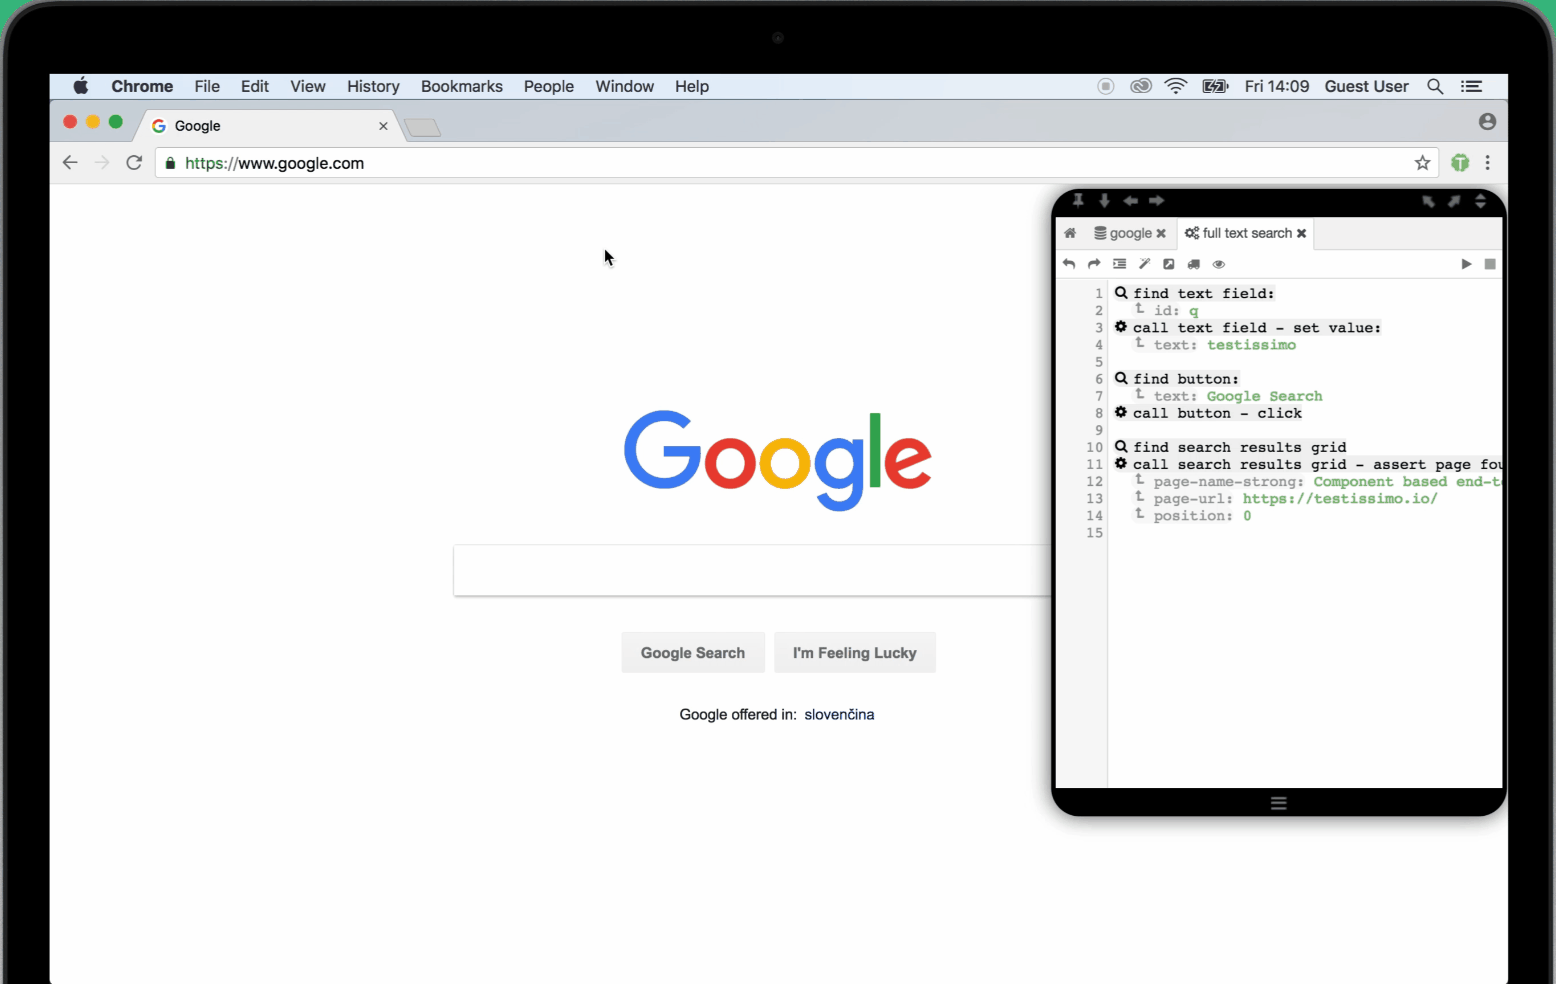 Chrome File Edit View History Bookmarks People Window Help Fri 14:09 Guest User
Google
https://www.google.com
google full text search
1 find text field:
2 id: q
3 call text field - set value:
4 text: testissimo
5
6 find button:
7 text: Google Search
8 call button - click
9
10 find search results grid
11 call search results grid - assert page fou
12 page-name-strong: Component based end-t
13 page-url: https://testissimo.io/
14 position: 0
15
Google
Google Search I'm Feeling Lucky
Google offered in: slovenčina